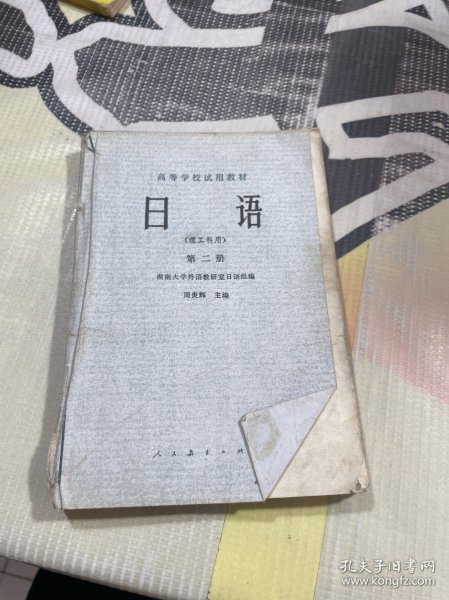 高等学校试用教材
日语
（理工科用）
第二册
湖南大学外语教研室日语组编
周炎辉 主编
人民教育出版
孔夫子旧书网
www.kongfz.com